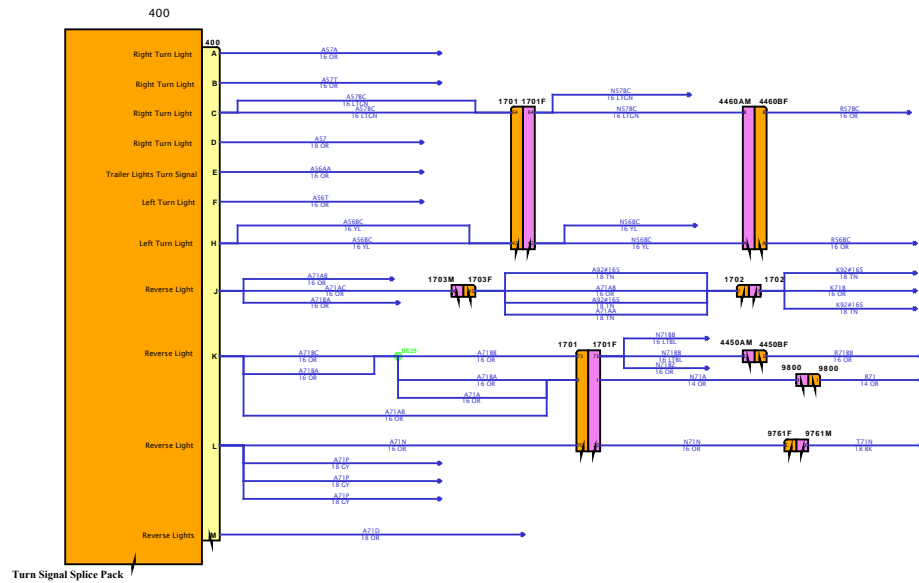 400
400
Right Turn Light A A57A
16 OR
Right Turn Light B A57T
16 OR
A57BC
16 LTGN
1701 1701F
N57BC
16 LTGN
4460AM 4460BF
Right Turn Light C A57BC N57BC R57BC
16 LTGN 16 LTGN 16 OR
Right Turn Light D A57
18 OR
Trailer Lights Turn Signal E A56AA
16 OR
Left Turn Light F A56T
16 OR
A56BC N56BC
16 YL 16 YL
Left Turn Light H A56BC N56BC R56BC
16 YL 16 YL 16 OR
A71AB
16 OR
1703M 1703F
A92#165
18 TN
1702 1702
K92#165
18 TN
Reverse Light J A71AC A71AB K71B
16 OR 16 OR 16 OR
A71BA A92#165 K92#165
16 OR 18 TN 18 TN
A71AA
18 TN
1701 1701F
N71BB
16 LTBL
4450AM 4450BF
Reverse Light K A71BC A71BB 73 73 N71BB R71BB
16 OR 16 OR 16 LTBL 16 OR
A71BA N71BZ
16 OR 16 OR
9800 9800
A71BA N71A R71
16 OR 14 OR 14 OR
A71A
16 OR
A71AB
16 OR
9761F 9761M
Reverse Light L A71N N71N T71N
16 OR 16 OR 18 BK
A71P
18 GY
A71P
18 GY
A71P
18 GY
Reverse Lights M A71D
18 OR
Turn Signal Splice Pack